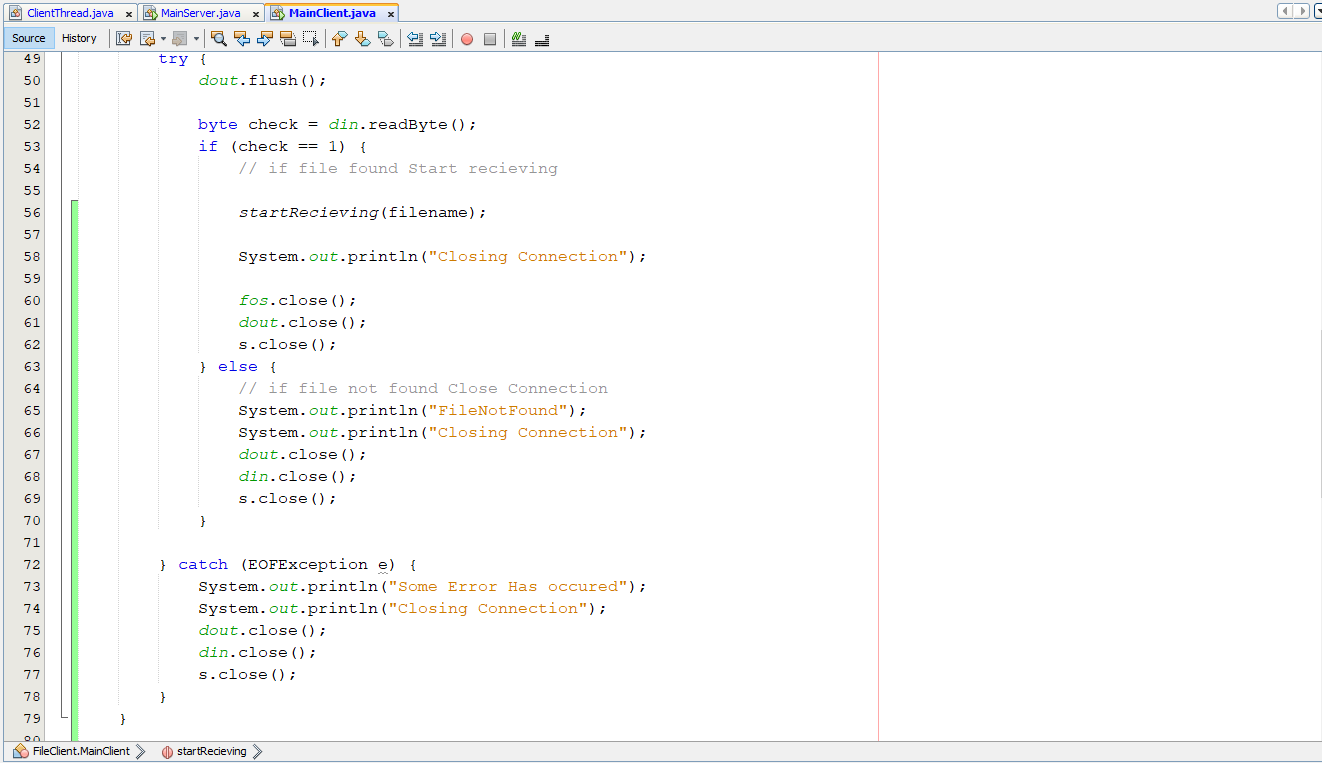 ClientThread.java x MainServer.java x MainClient.java x
Source History
49 try {
50 dout.flush();
51
52 byte check = din.readByte();
53 if (check == 1) {
54 // if file found Start recieving
55
56 startRecieving(filename);
57
58 System.out.println("Closing Connection");
59
60 fos.close();
61 dout.close();
62 s.close();
63 } else {
64 // if file not found Close Connection
65 System.out.println("FileNotFound");
66 System.out.println("Closing Connection");
67 dout.close();
68 din.close();
69 s.close();
70 }
71
72 } catch (EOFException e) {
73 System.out.println("Some Error Has occured");
74 System.out.println("Closing Connection");
75 dout.close();
76 din.close();
77 s.close();
78 }
79 }
80
FileClient.MainClient startRecieving